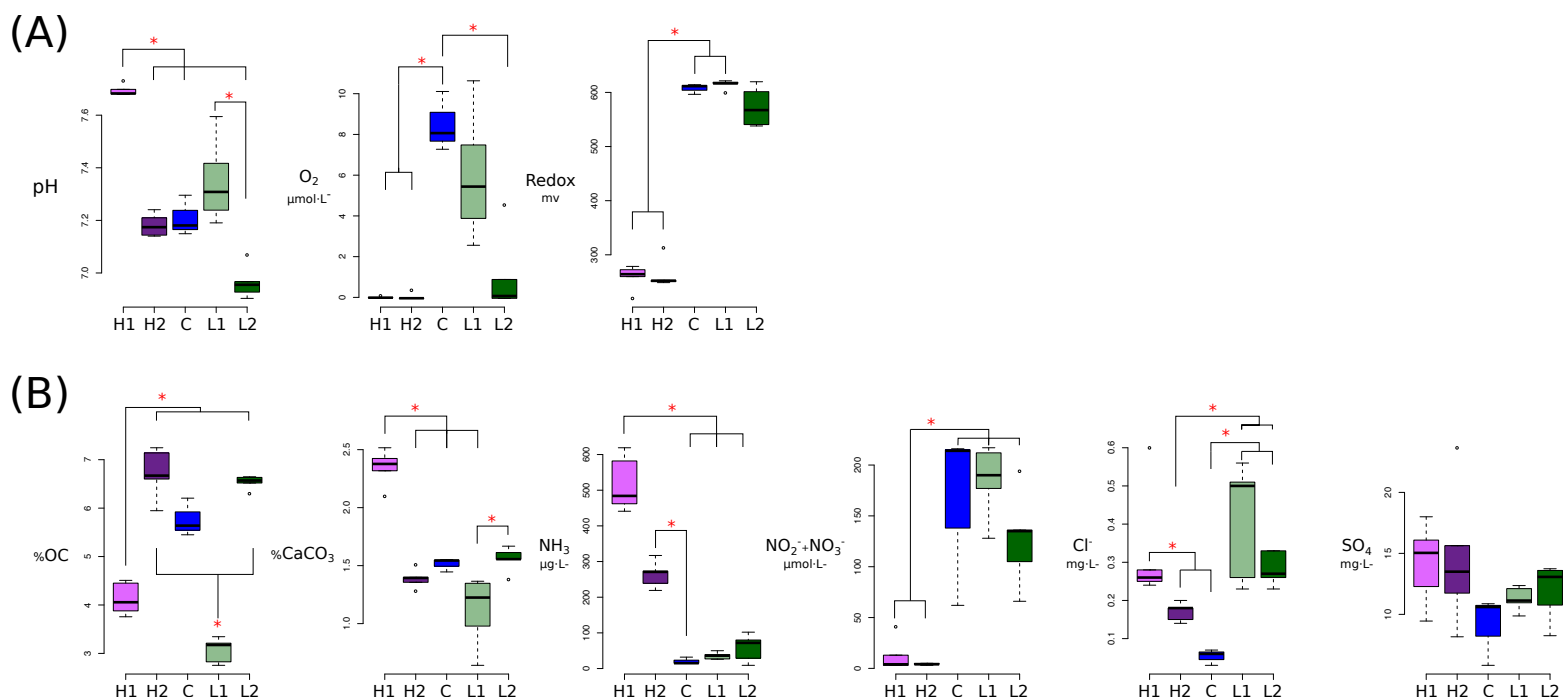 (A)
*
*
*
*
*
pH
7.0
7.2
7.4
7.6
H1 H2 C L1 L2
O2
µmol·L-
0
2
4
6
8
10
H1 H2 C L1 L2
Redox
mv
300
400
500
600
H1 H2 C L1 L2
(B)
*
*
*
*
*
*
*
*
*
*
%OC
3
4
5
6
7
H1 H2 C L1 L2
%CaCO3
1.0
1.5
2.0
2.5
H1 H2 C L1 L2
NH3
µg·L-
0
100
200
300
400
500
600
H1 H2 C L1 L2
NO2-+NO3-
µmol·L-
0
50
100
150
200
H1 H2 C L1 L2
Cl-
mg·L-
0.1
0.2
0.3
0.4
0.5
0.6
H1 H2 C L1 L2
SO4
mg·L-
10
15
20
H1 H2 C L1 L2